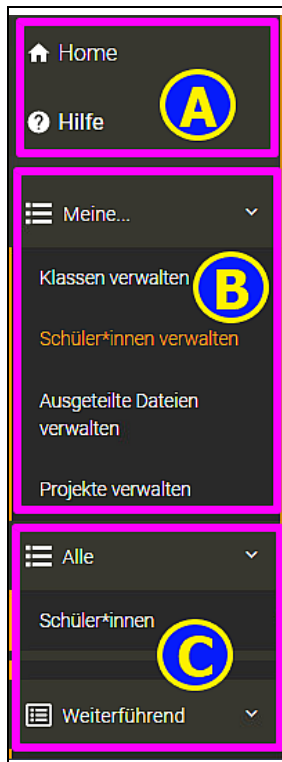 Home
Hilfe
A
Meine...
Klassen verwalten
B
Schüler*innen verwalten
Ausgeteilte Dateien
verwalten
Projekte verwalten
Alle
Schüler*innen
C
Weiterführend